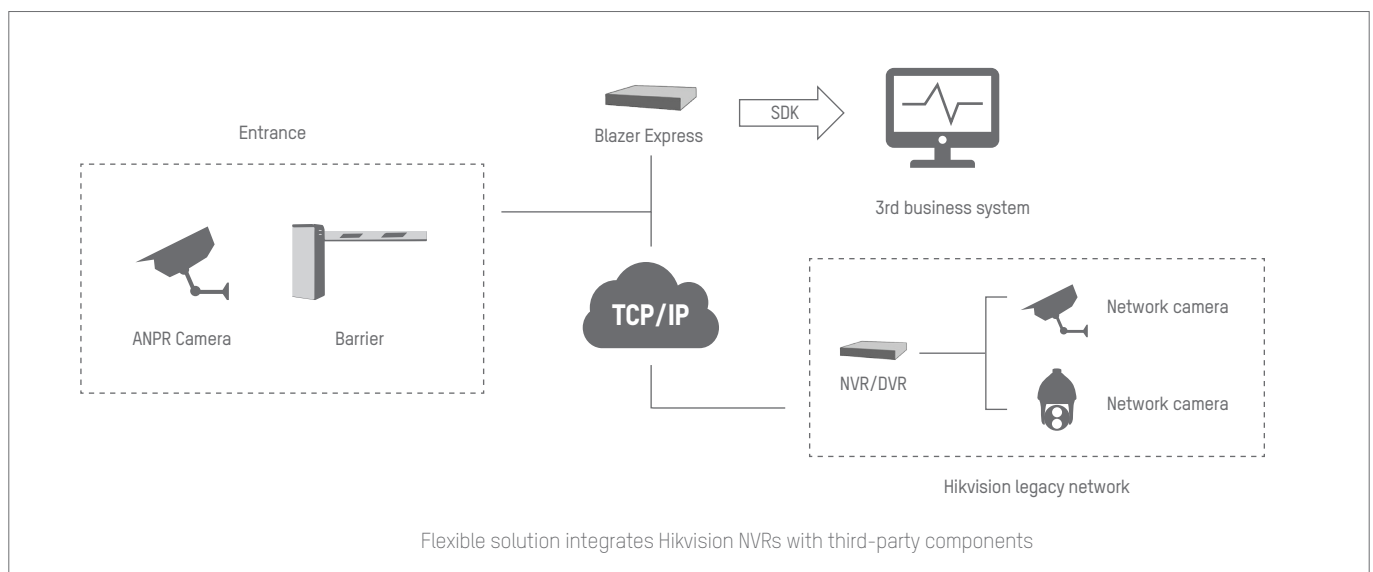 Blazer Express
SDK
3rd business system
Entrance
ANPR Camera
Barrier
TCP/IP
NVR/DVR
Network camera
Network camera
Hikvision legacy network
Flexible solution integrates Hikvision NVRs with third-party components